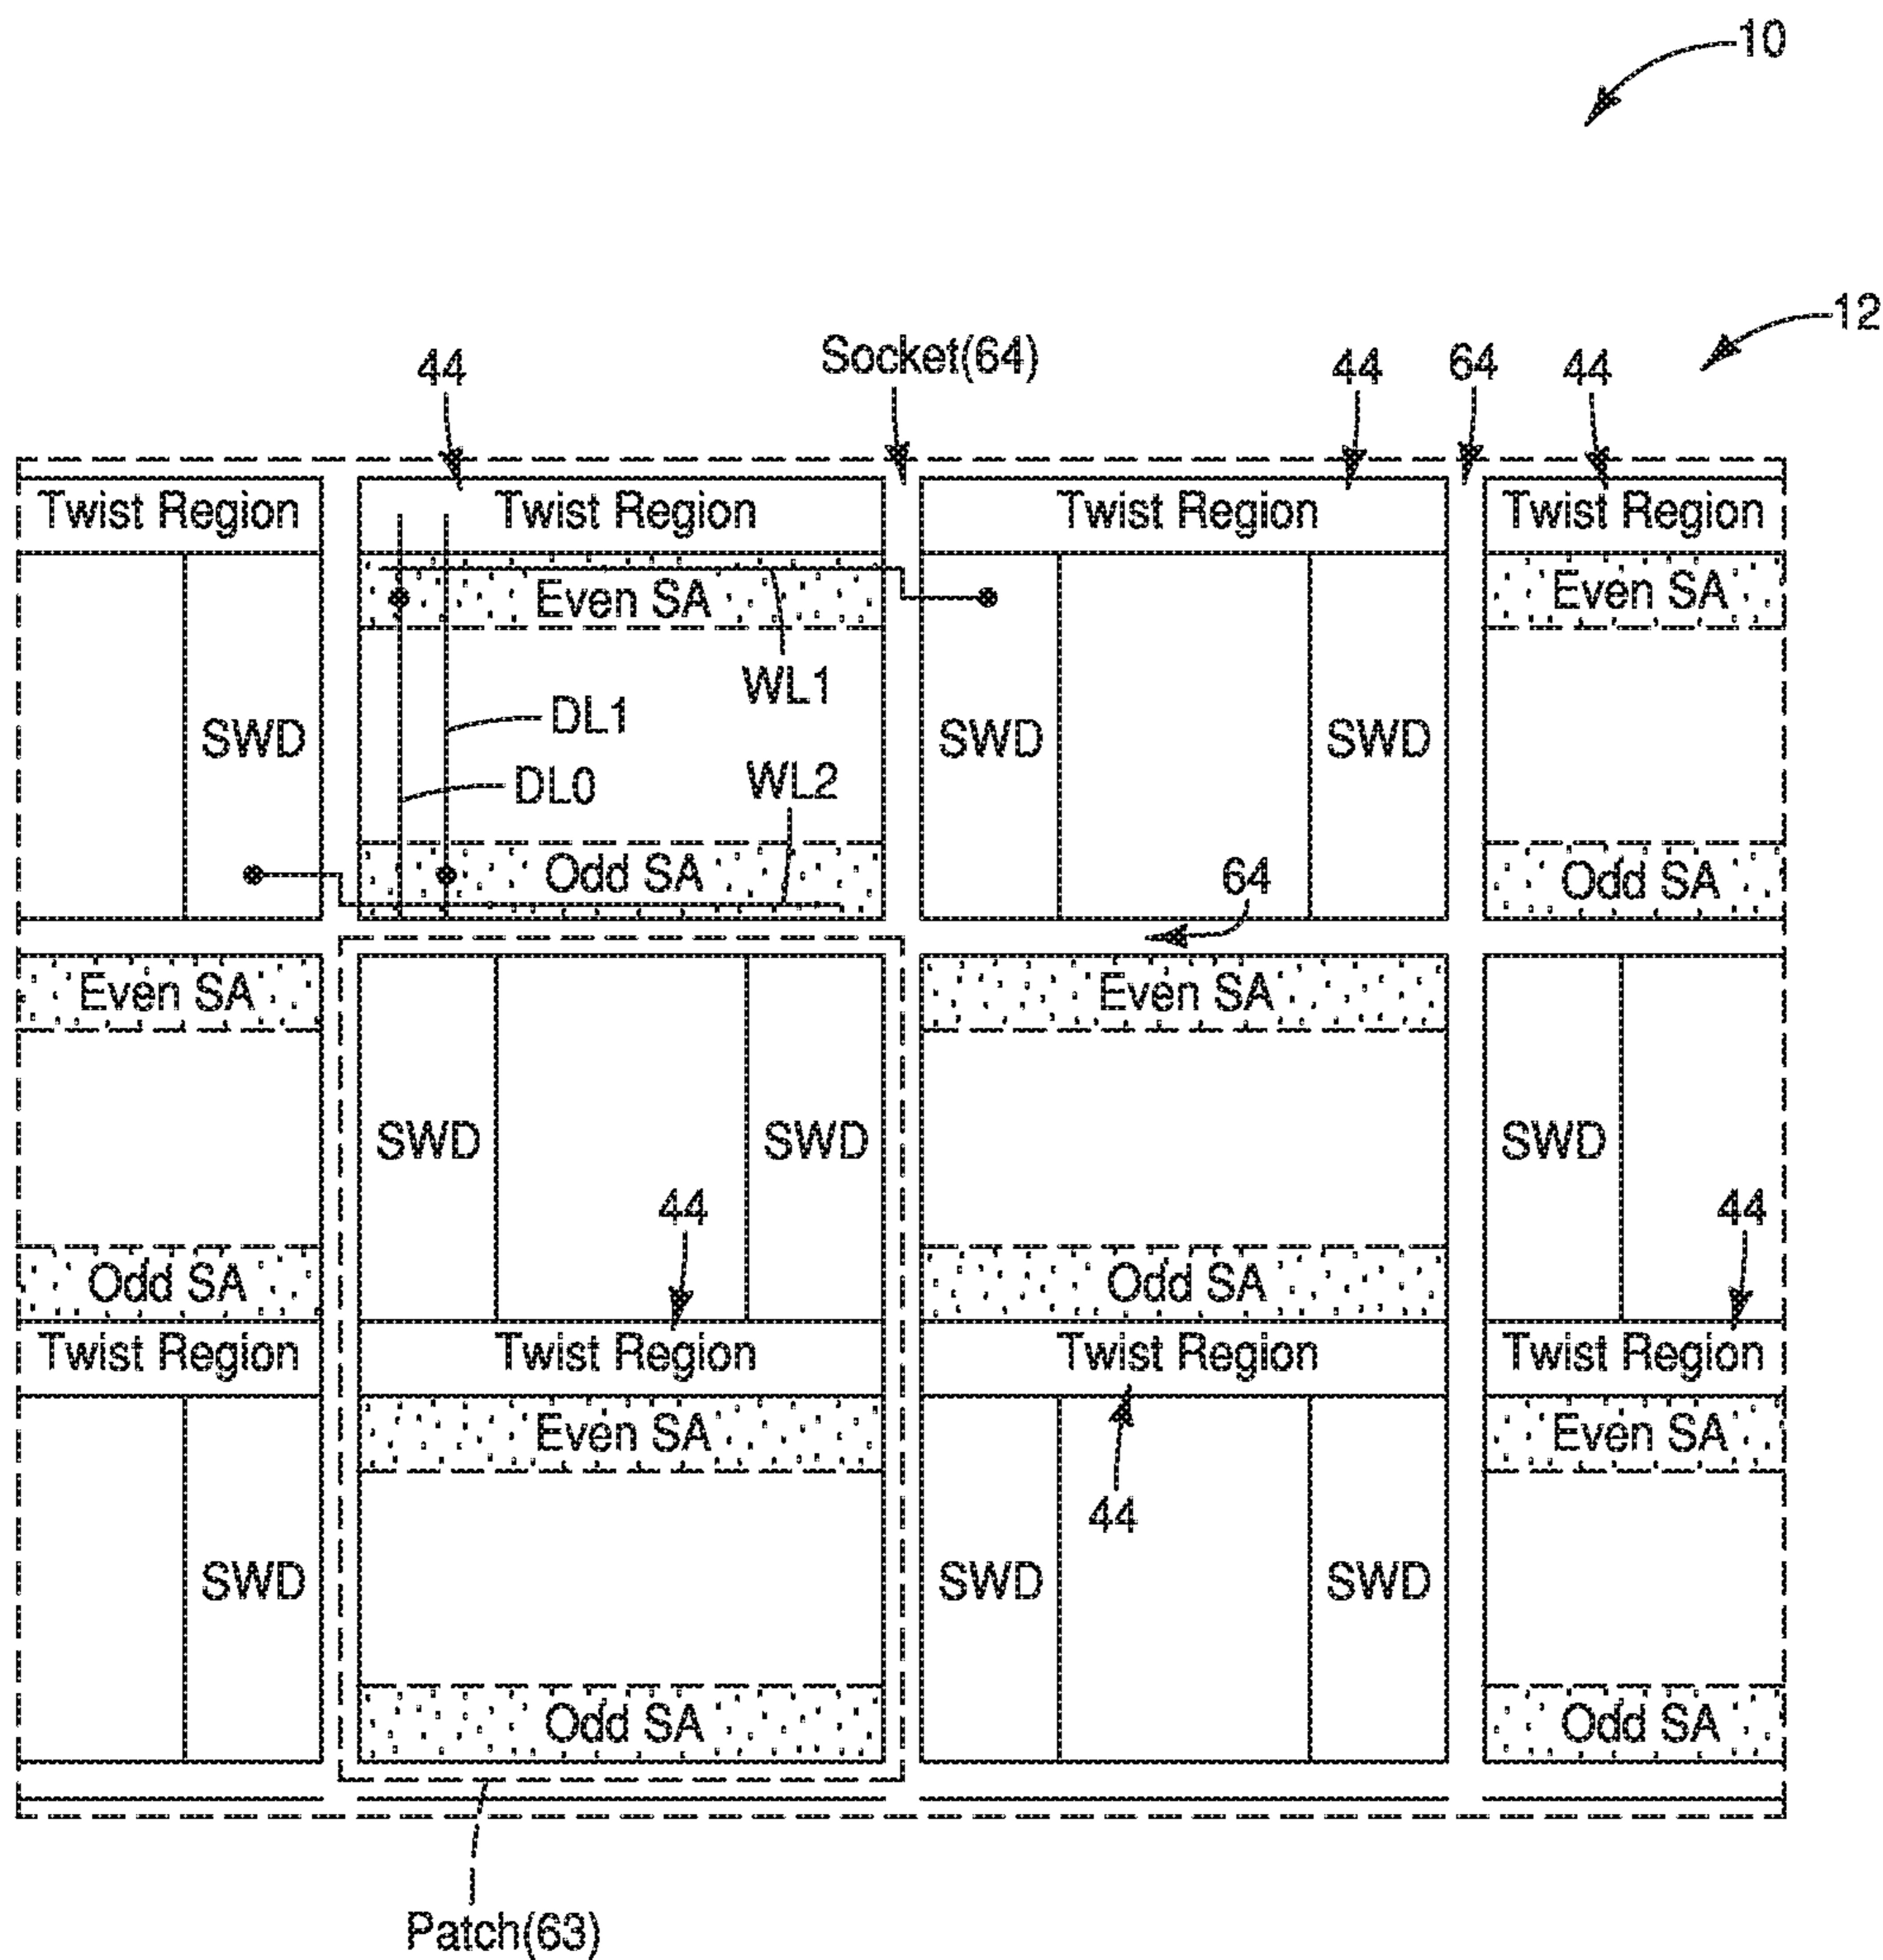 10
12
Socket(64)
44
44
64
44
Twist Region
Twist Region
Twist Region
Twist Region
Even SA
Even SA
WL1
SWD
DL1
SWD
SWD
DL0
WL2
Odd SA
Odd SA
64
Even SA
Even SA
SWD
SWD
SWD
44
44
Odd SA
Odd SA
Twist Region
Twist Region
Twist Region
Twist Region
Even SA
Even SA
44
SWD
SWD
SWD
Odd SA
Odd SA
Patch(63)